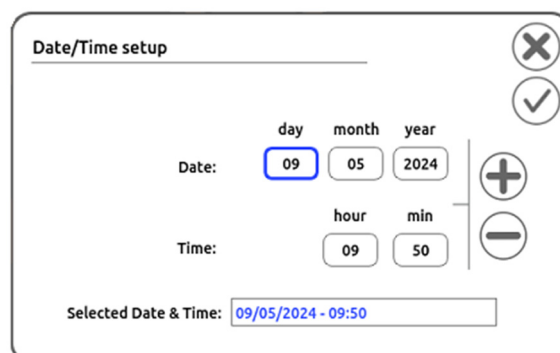 Date/Time setup
day month year
Date: 09 05 2024
hour min
Time: 09 50
Selected Date & Time: 09/05/2024 - 09:50